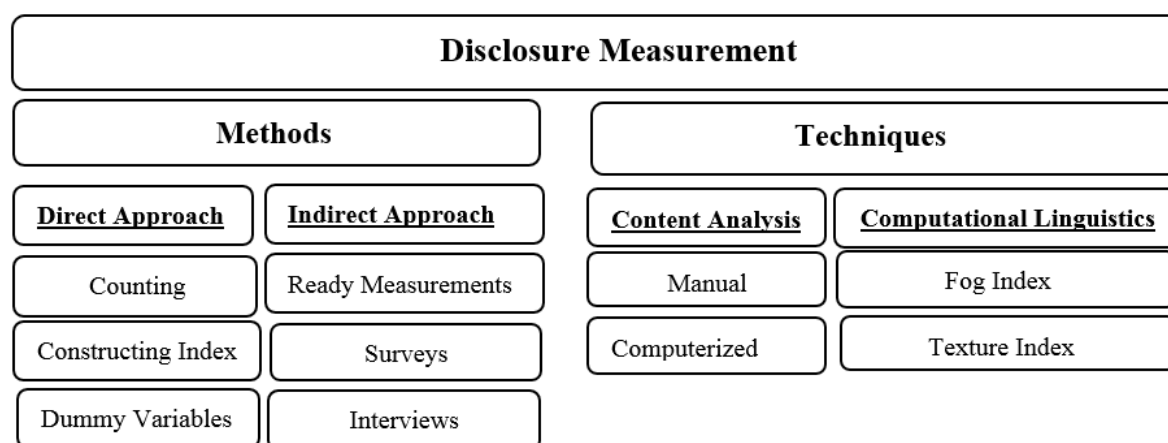 Disclosure Measurement
Methods
Techniques
Direct Approach
Indirect Approach
Content Analysis
Computational Linguistics
Counting
Ready Measurements
Manual
Fog Index
Constructing Index
Surveys
Computerized
Texture Index
Dummy Variables
Interviews